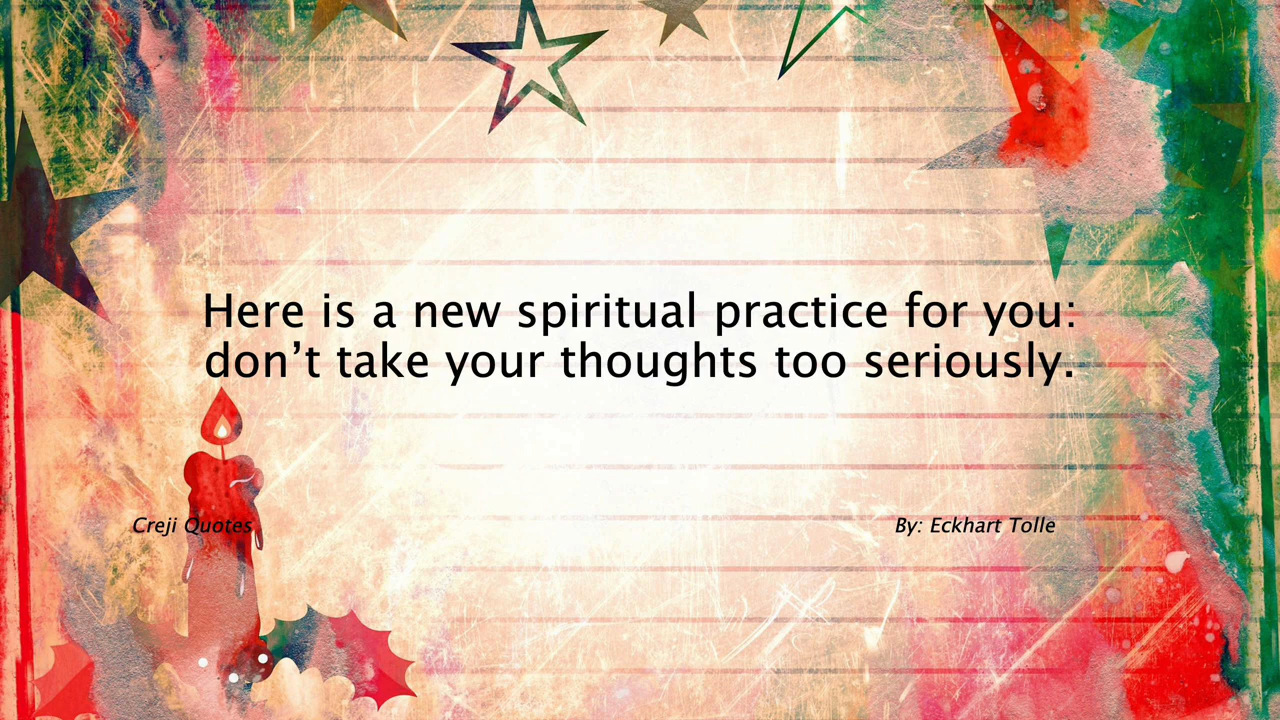 Here is a new spiritual practice for you:
don’t take your thoughts too seriously.
Creji Quotes
By: Eckhart Tolle